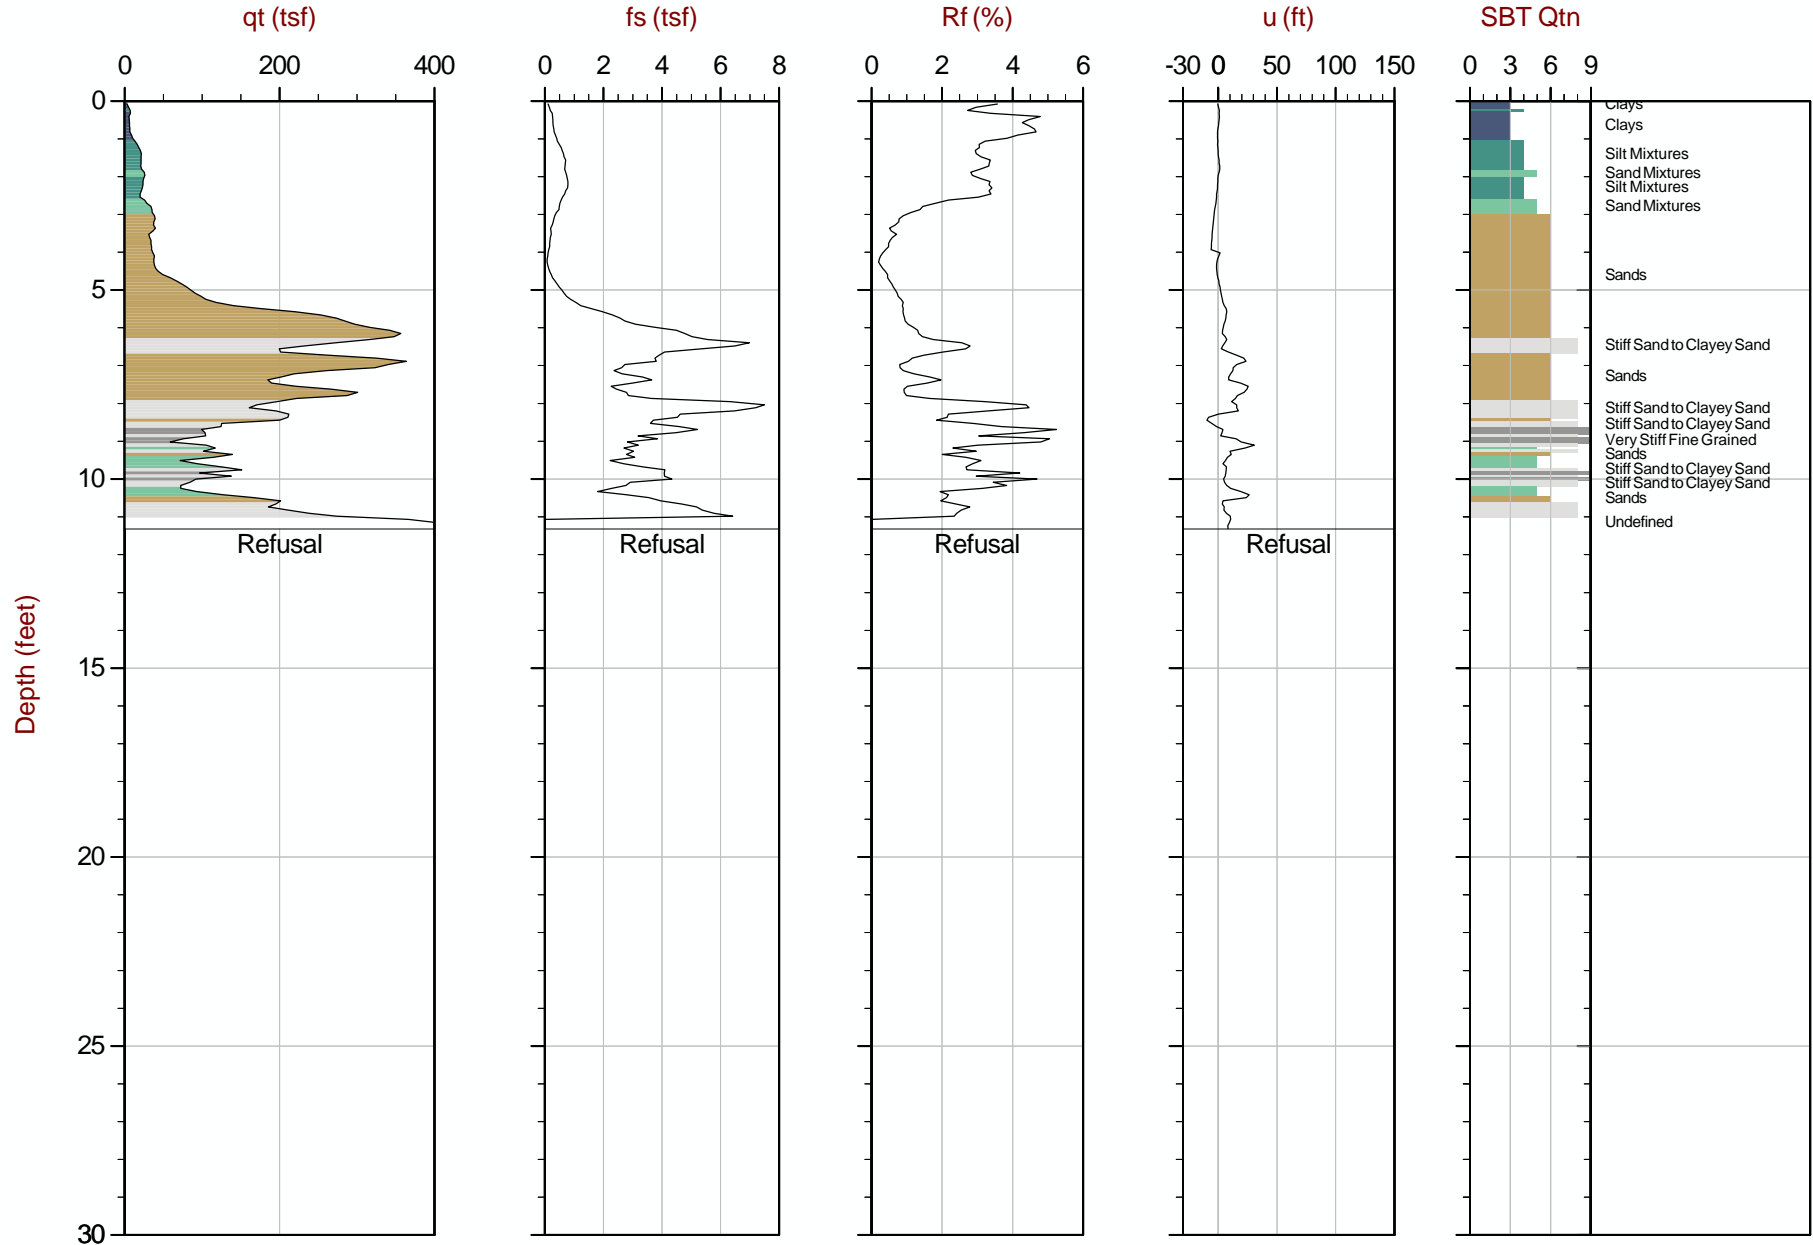 qt (tsf) fs (tsf) Rf (%) u (ft) SBT Qtn
0 200 400 0 2 4 6 8 0 2 4 6 -30 0 50 100 150 0 3 6 9
0
Clays
Clays
Silt Mixtures
Sand Mixtures
Silt Mixtures
Sand Mixtures
Sands
5
Stiff Sand to Clayey Sand
Sands
Stiff Sand to Clayey Sand
Stiff Sand to Clayey Sand
Very Stiff Fine Grained
Sands
Stiff Sand to Clayey Sand
10
Stiff Sand to Clayey Sand
Sands
Undefined
Refusal Refusal Refusal Refusal
Depth (feet)
15
20
25
30